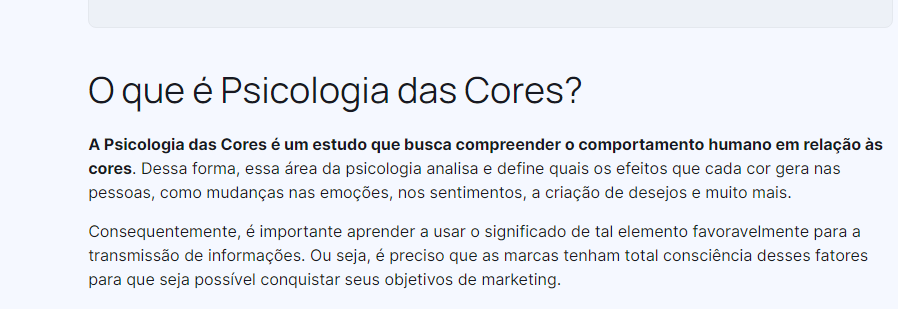 O que é Psicologia das Cores?
A Psicologia das Cores é um estudo que busca compreender o comportamento humano em relação às
cores. Dessa forma, essa área da psicologia analisa e define quais os efeitos que cada cor gera nas
pessoas, como mudanças nas emoções, nos sentimentos, a criação de desejos e muito mais.
Consequentemente, é importante aprender a usar o significado de tal elemento favoravelmente para a
transmissão de informações. Ou seja, é preciso que as marcas tenham total consciência desses fatores
para que seja possível conquistar seus objetivos de marketing.